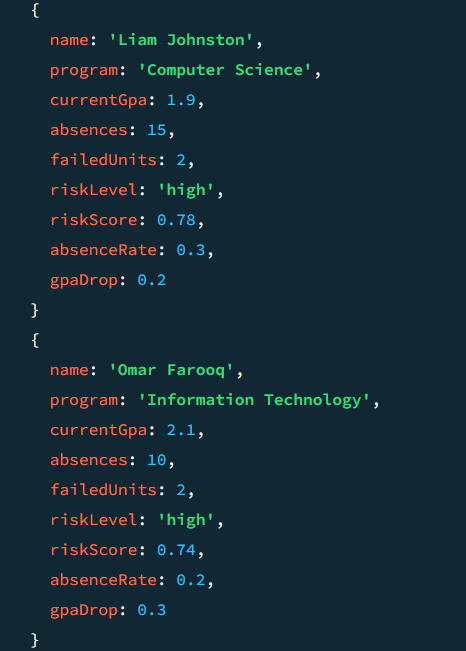 {
name: 'Liam Johnston',
program: 'Computer Science',
currentGpa: 1.9,
absences: 15,
failedUnits: 2,
riskLevel: 'high',
riskScore: 0.78,
absenceRate: 0.3,
gpaDrop: 0.2
}
{
name: 'Omar Farooq',
program: 'Information Technology',
currentGpa: 2.1,
absences: 10,
failedUnits: 2,
riskLevel: 'high',
riskScore: 0.74,
absenceRate: 0.2,
gpaDrop: 0.3
}